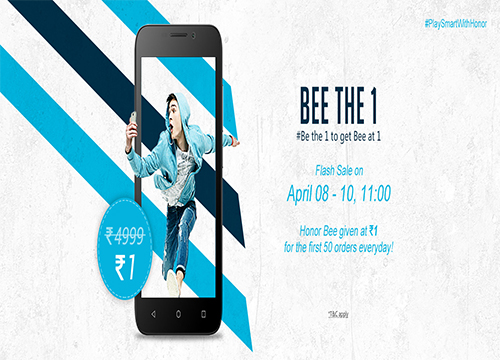 #PlaySmartWithHonor
BEE THE 1
#Be the 1 to get Bee at 1
Flash Sale on
April 08 - 10, 11:00
Honor Bee given at ₹1
for the first 50 orders everyday!
₹4999
₹1
apply